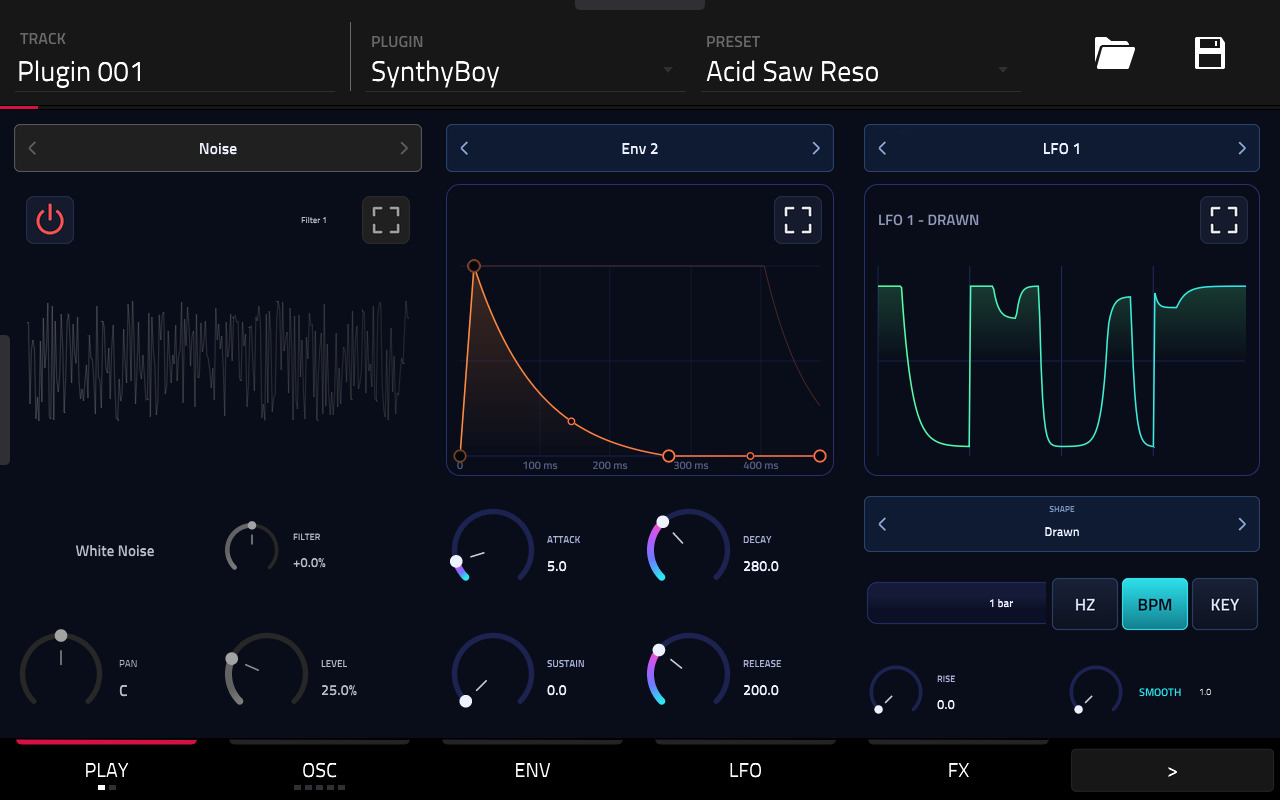 TRACK
Plugin 001
PLUGIN
SynthyBoy
PRESET
Acid Saw Reso
Noise
Env 2
LFO 1
Filter 1
LFO 1 - DRAWN
0
100 ms
200 ms
300 ms
400 ms
White Noise
FILTER
+0.0%
PAN
C
LEVEL
25.0%
ATTACK
5.0
DECAY
280.0
SUSTAIN
0.0
RELEASE
200.0
SHAPE
Drawn
1 bar
HZ
BPM
KEY
RISE
0.0
SMOOTH
1.0
PLAY
OSC
ENV
LFO
FX
>